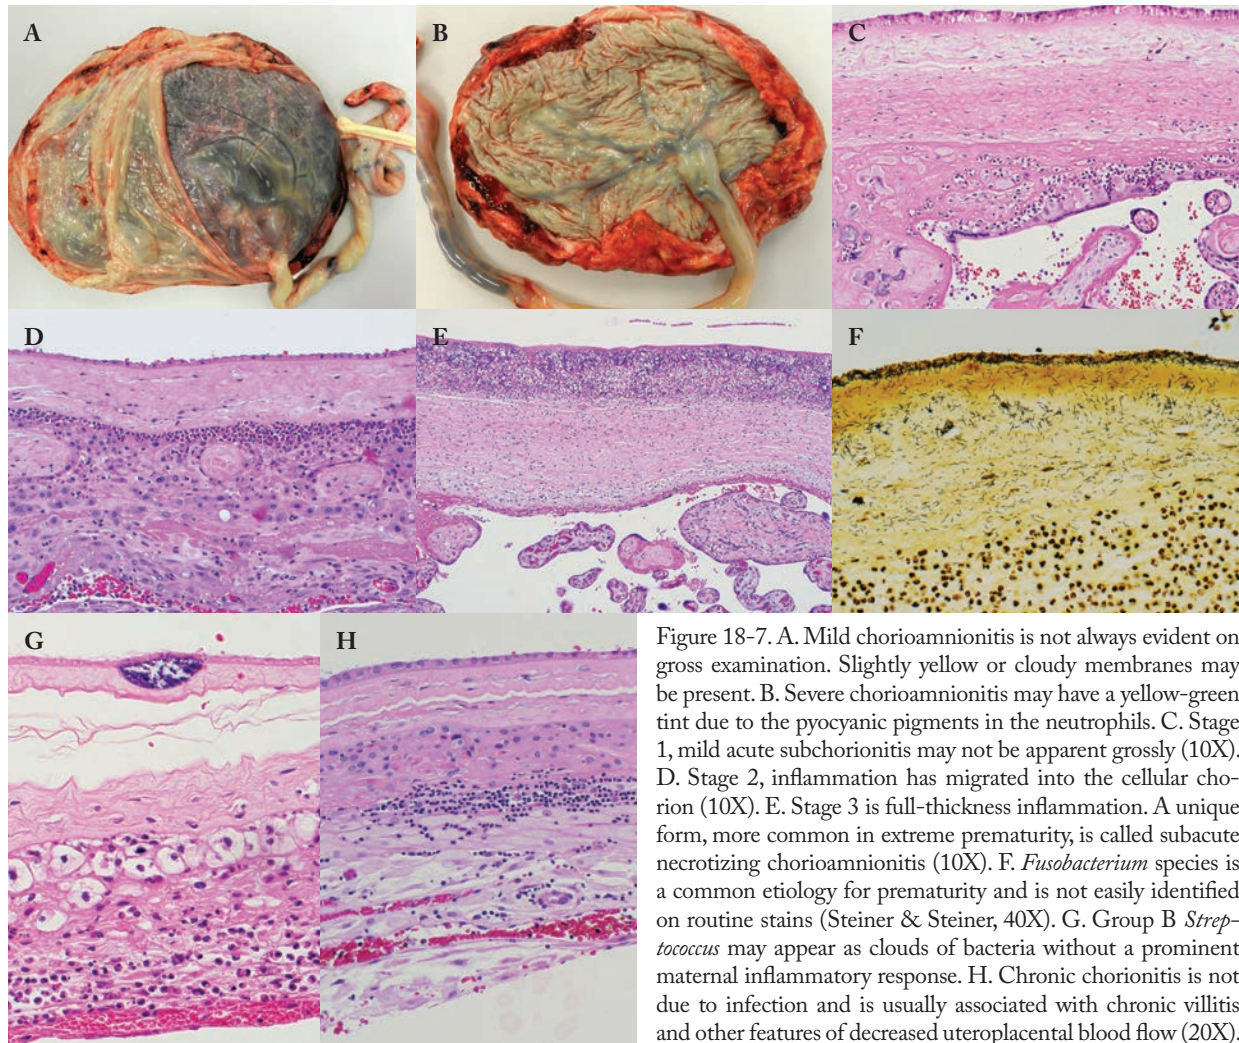 A
B
C
D
E
F
G
H
Figure 18-7. A. Mild chorioamnionitis is not always evident on
gross examination. Slightly yellow or cloudy membranes may
be present. B. Severe chorioamnionitis may have a yellow-green
tint due to the pyocyanic pigments in the neutrophils. C. Stage
1, mild acute subchorionitis may not be apparent grossly (10X).
D. Stage 2, inflammation has migrated into the cellular cho-
rion (10X). E. Stage 3 is full-thickness inflammation. A unique
form, more common in extreme prematurity, is called subacute
necrotizing chorioamnionitis (10X). F. Fusobacterium species is
a common etiology for prematurity and is not easily identified
on routine stains (Steiner & Steiner, 40X). G. Group B Strep-
tococcus may appear as clouds of bacteria without a prominent
maternal inflammatory response. H. Chronic chorionitis is not
due to infection and is usually associated with chronic villitis
and other features of decreased uteroplacental blood flow (20X).